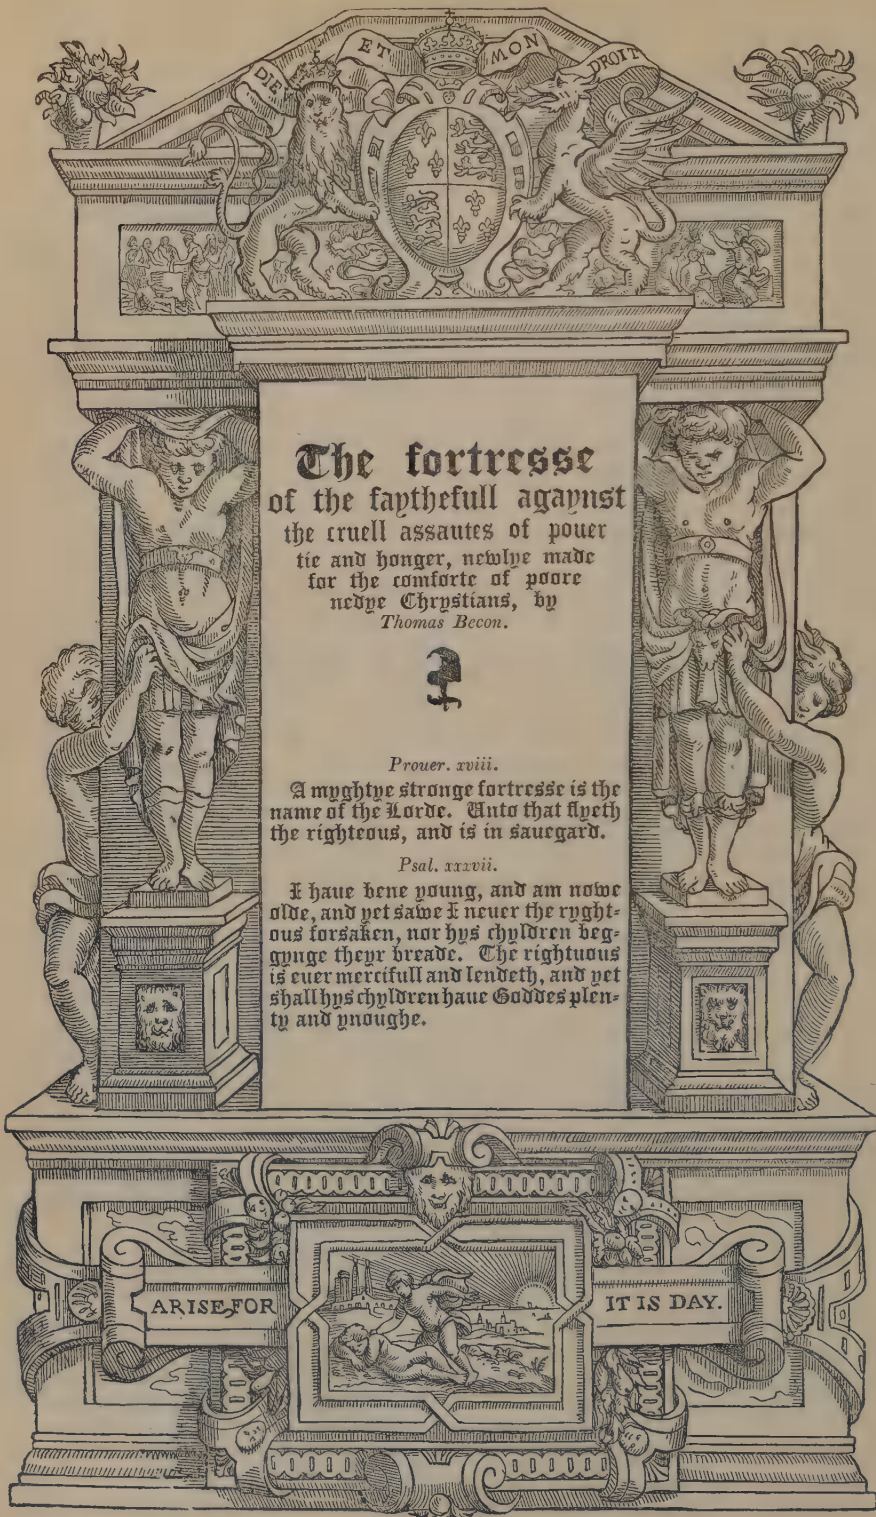 DIE ET MON DROIT
The fortresse
of the faythefull agaynst
the cruell assautes of pouer
tie and honger, newlye made
for the comforte of poore
nedye Chrystians, by
Thomas Becon.
Prouer. xviii.
A myghtye stronge fortresse is the
name of the Lorde. Unto that flyeth
the righteous, and is in sauegard.
Psal. xxxvii.
I haue bene young, and am nowe
olde, and yet sawe I neuer the ryght-
ous forsaken, nor hys chyldren beg-
gynge theyr breade. The rightuous
is euer mercifull and lendeth, and yet
shall hys chyldren haue Goddes plen-
ty and ynoughe.
ARISE, FOR IT IS DAY.